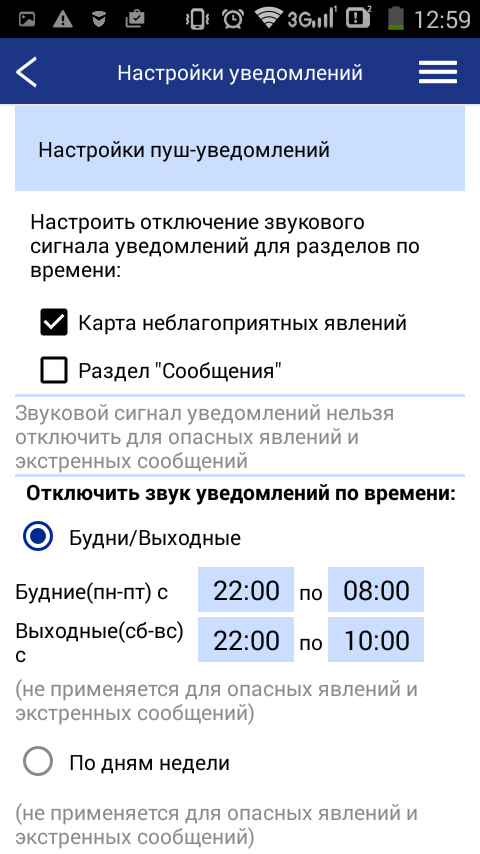 3G 1 2 12:59
Настройки уведомлений
Настройки пуш-уведомлений
Настроить отключение звукового
сигнала уведомлений для разделов по
времени:
Карта неблагоприятных явлений
Раздел "Сообщения"
Звуковой сигнал уведомлений нельзя
отключить для опасных явлений и
экстренных сообщений
Отключить звук уведомлений по времени:
Будни/Выходные
Будние(пн-пт) с 22:00 по 08:00
Выходные(сб-вс)
с 22:00 по 10:00
(не применяется для опасных явлений и
экстренных сообщений)
По дням недели
(не применяется для опасных явлений и
экстренных сообщений)